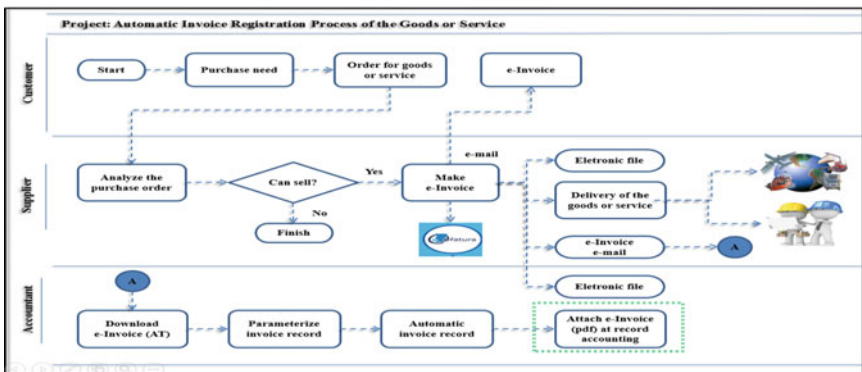 Project: Automatic Invoice Registration Process of the Goods or Service
Customer
Start
Purchase need
Order for goods
or service
e-Invoice
Supplier
e-mail
Analyze the
purchase order
Can sell?
Yes
Make
e-Invoice
Eletronic file
Delivery of the
goods or service
No
Finish
e-Invoice
e-mail
A
Accountant
A
Eletronic file
Download
e-Invoice (AT)
Parameterize
invoice record
Automatic
invoice record
Attach e-Invoice
(pdf) at record
accounting